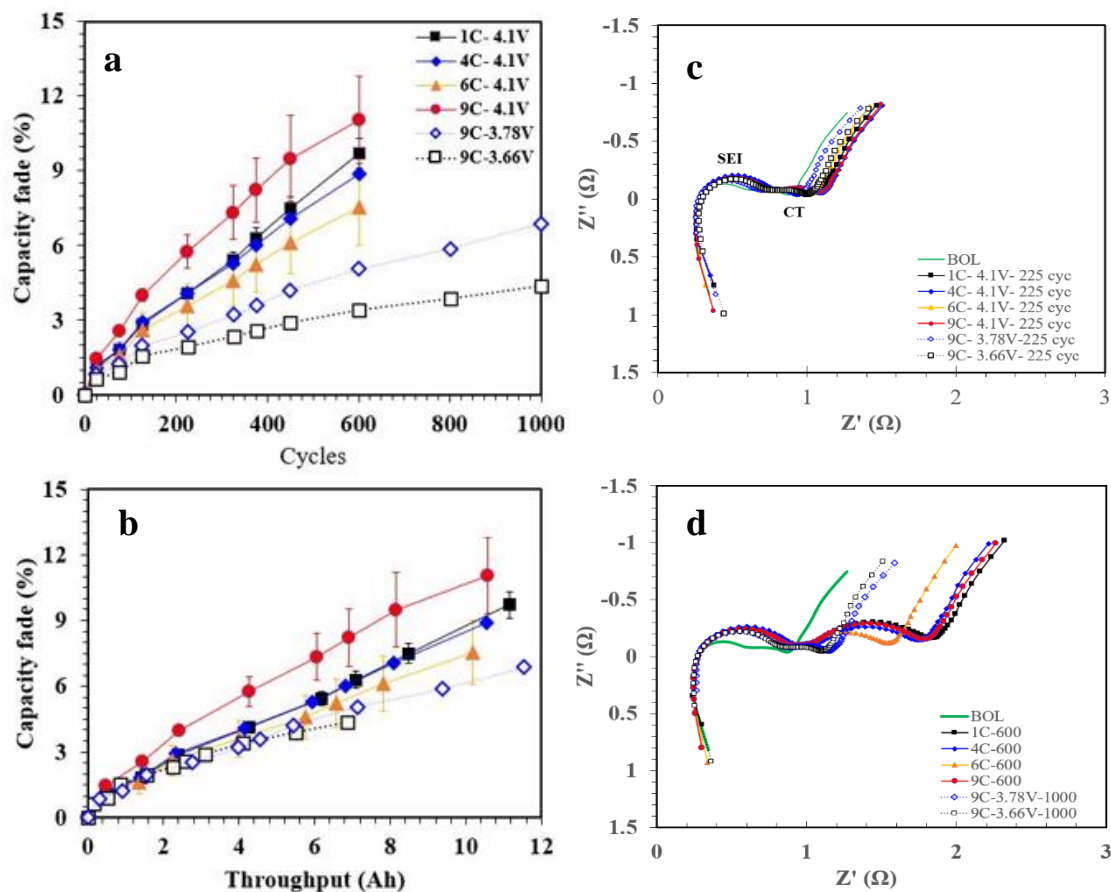 a
15
12
9
6
3
0
Capacity fade (%)
1C- 4.1V
4C- 4.1V
6C- 4.1V
9C- 4.1V
9C-3.78V
9C-3.66V
0 200 400 600 800 1000
Cycles
c
-1.5
-1
-0.5
0
0.5
1
1.5
Z'' (Ω)
SEI
CT
BOL
1C- 4.1V- 225 cyc
4C- 4.1V- 225 cyc
6C- 4.1V- 225 cyc
9C- 4.1V- 225 cyc
9C- 3.78V-225 cyc
9C- 3.66V- 225 cyc
0 1 2 3
Z' (Ω)
b
15
12
9
6
3
0
Capacity fade (%)
0 2 4 6 8 10 12
Throughput (Ah)
d
-1.5
-1
-0.5
0
0.5
1
1.5
Z'' (Ω)
BOL
1C-600
4C-600
6C-600
9C-600
9C-3.78V-1000
9C-3.66V-1000
0 1 2 3
Z' (Ω)